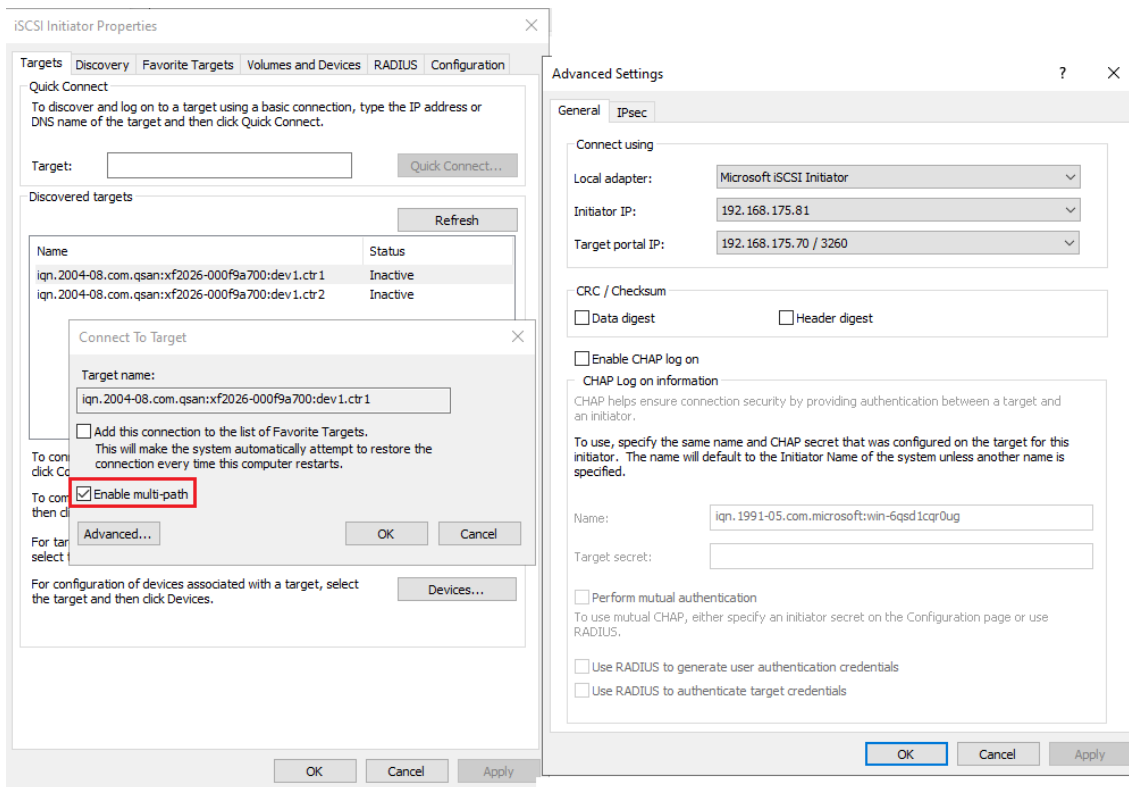 iSCSI Initiator Properties
Targets Discovery Favorite Targets Volumes and Devices RADIUS Configuration
Quick Connect
To discover and log on to a target using a basic connection, type the IP address or
DNS name of the target and then click Quick Connect.
Target:
Quick Connect...
Discovered targets
Refresh
Name Status
iqn.2004-08.com.qsan:xf2026-000f9a700:dev1.ctr1 Inactive
iqn.2004-08.com.qsan:xf2026-000f9a700:dev1.ctr2 Inactive
Connect To Target
Target name:
iqn.2004-08.com.qsan:xf2026-000f9a700:dev1.ctr1
Add this connection to the list of Favorite Targets.
This will make the system automatically attempt to restore the
connection every time this computer restarts.
Enable multi-path
Advanced... OK Cancel
To
click
To
then
For
select
For configuration of devices associated with a target, select
the target and then click Devices.
Devices...
OK Cancel Apply
Advanced Settings ?
General IPsec
Connect using
Local adapter: Microsoft iSCSI Initiator
Initiator IP: 192.168.175.81
Target portal IP: 192.168.175.70 / 3260
CRC / Checksum
Data digest Header digest
Enable CHAP log on
CHAP Log on information
CHAP helps ensure connection security by providing authentication between a target and
an initiator.
To use, specify the same name and CHAP secret that was configured on the target for this
initiator. The name will default to the Initiator Name of the system unless another name is
specified.
Name: iqn.1991-05.com.microsoft:win-6qsd1cqr0ug
Target secret:
Perform mutual authentication
To use mutual CHAP, either specify an initiator secret on the Configuration page or use
RADIUS.
Use RADIUS to generate user authentication credentials
Use RADIUS to authenticate target credentials
OK Cancel Apply